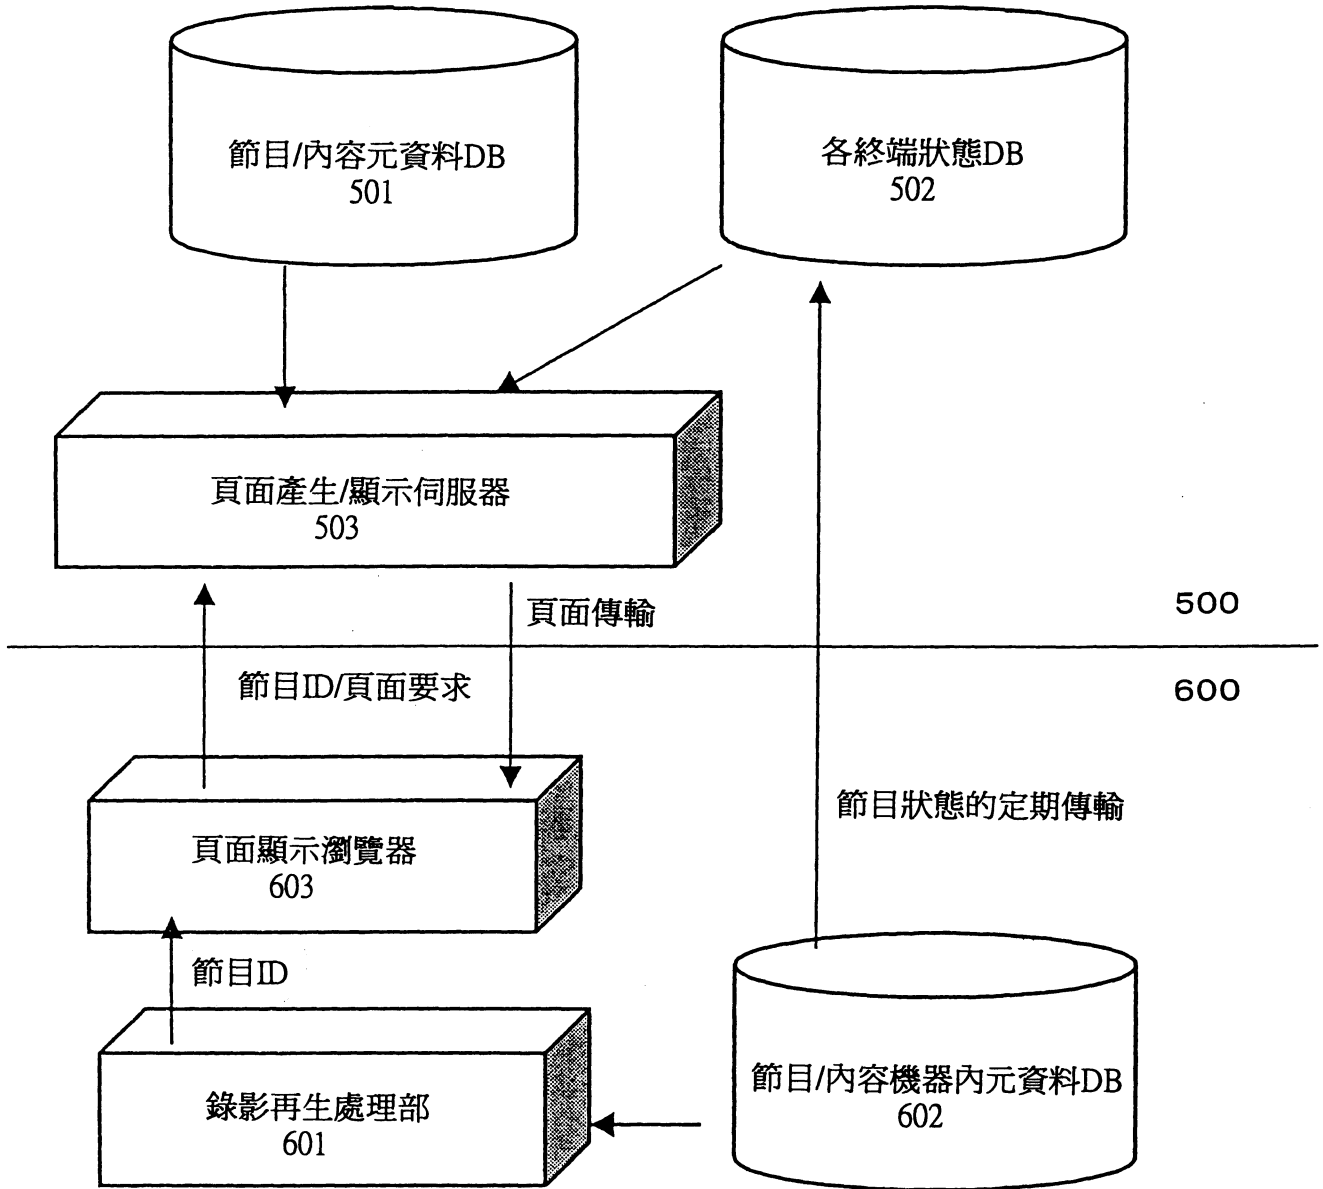 節目/內容元資料DB
501
各終端狀態DB
502
頁面產生/顯示伺服器
503
頁面傳輸
500
節目ID/頁面要求
600
頁面顯示瀏覽器
603
節目狀態的定期傳輸
節目ID
錄影再生處理部
601
節目/內容機器內元資料DB
602